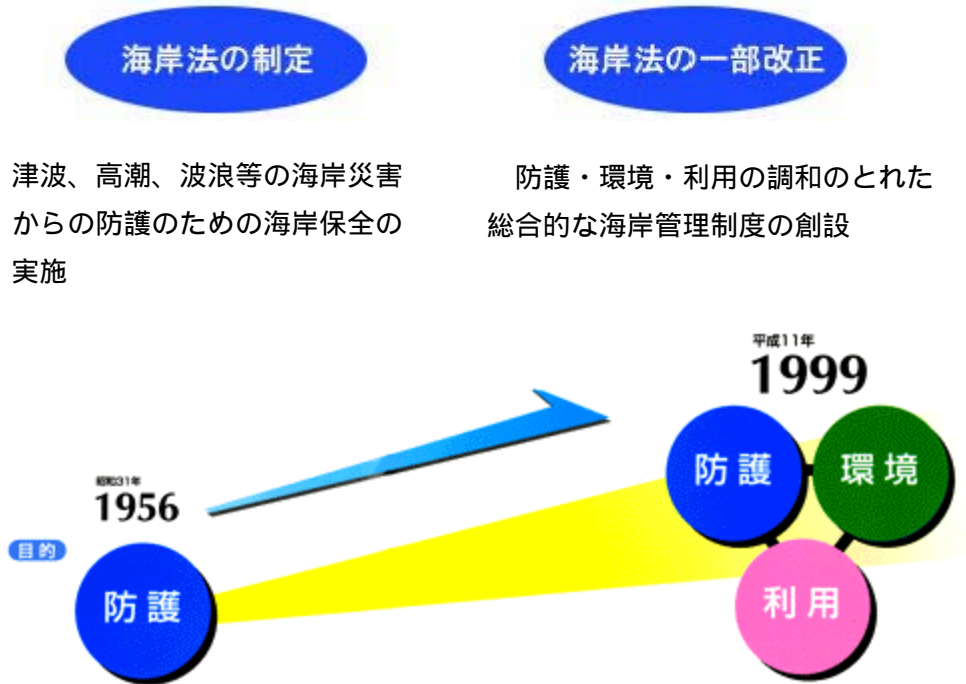 海岸法の制定
海岸法の一部改正
津波、高潮、波浪等の海岸災害
からの防護のための海岸保全の
実施
防護・環境・利用の調和のとれた
総合的な海岸管理制度の創設
平成11年
1999
防護
環境
利用
昭和31年
1956
目的
防護